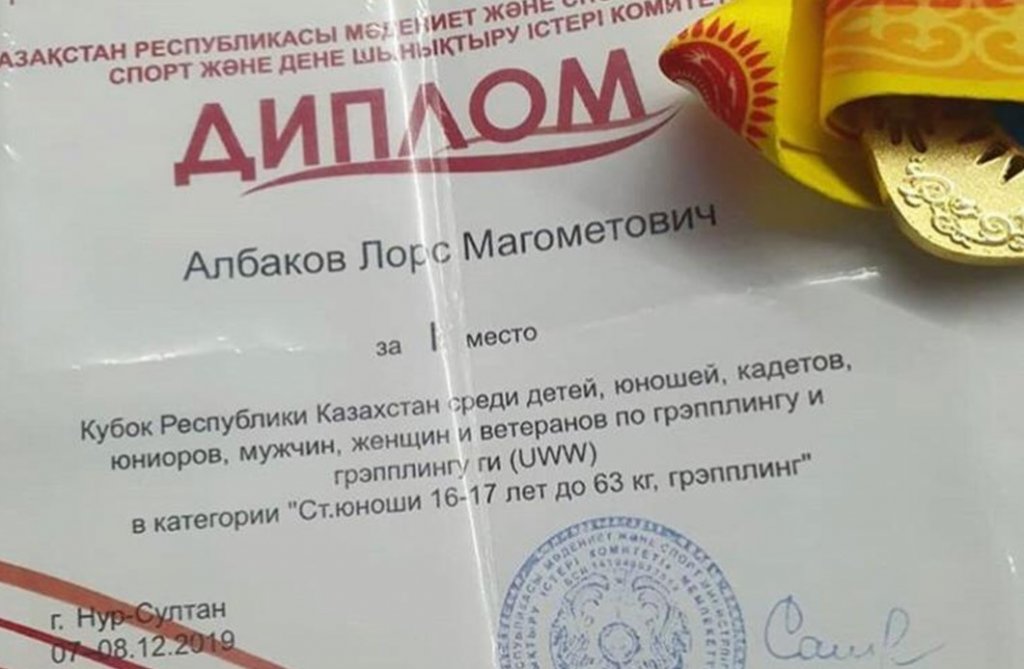 АЗАҚСТАН РЕСПУБЛИКАСЫ МӘДЕНИЕТ ЖӘНЕ
СПОРТ ЖӘНЕ ДЕНЕ ШЫНЫҚТЫРУ ІСТЕРІ КОМИТЕТІ
ДИПЛОМ
Албаков Лорс Магометович
за I место
Кубок Республики Казахстан среди детей, юношей, кадетов,
юниоров, мужчин, женщин и ветеранов по грэпплингу и
грэпплингу ги (UWW)
в категории "Ст.юноши 16-17 лет до 63 кг, грэпплинг"
г. Нур-Султан
07-08.12.2019